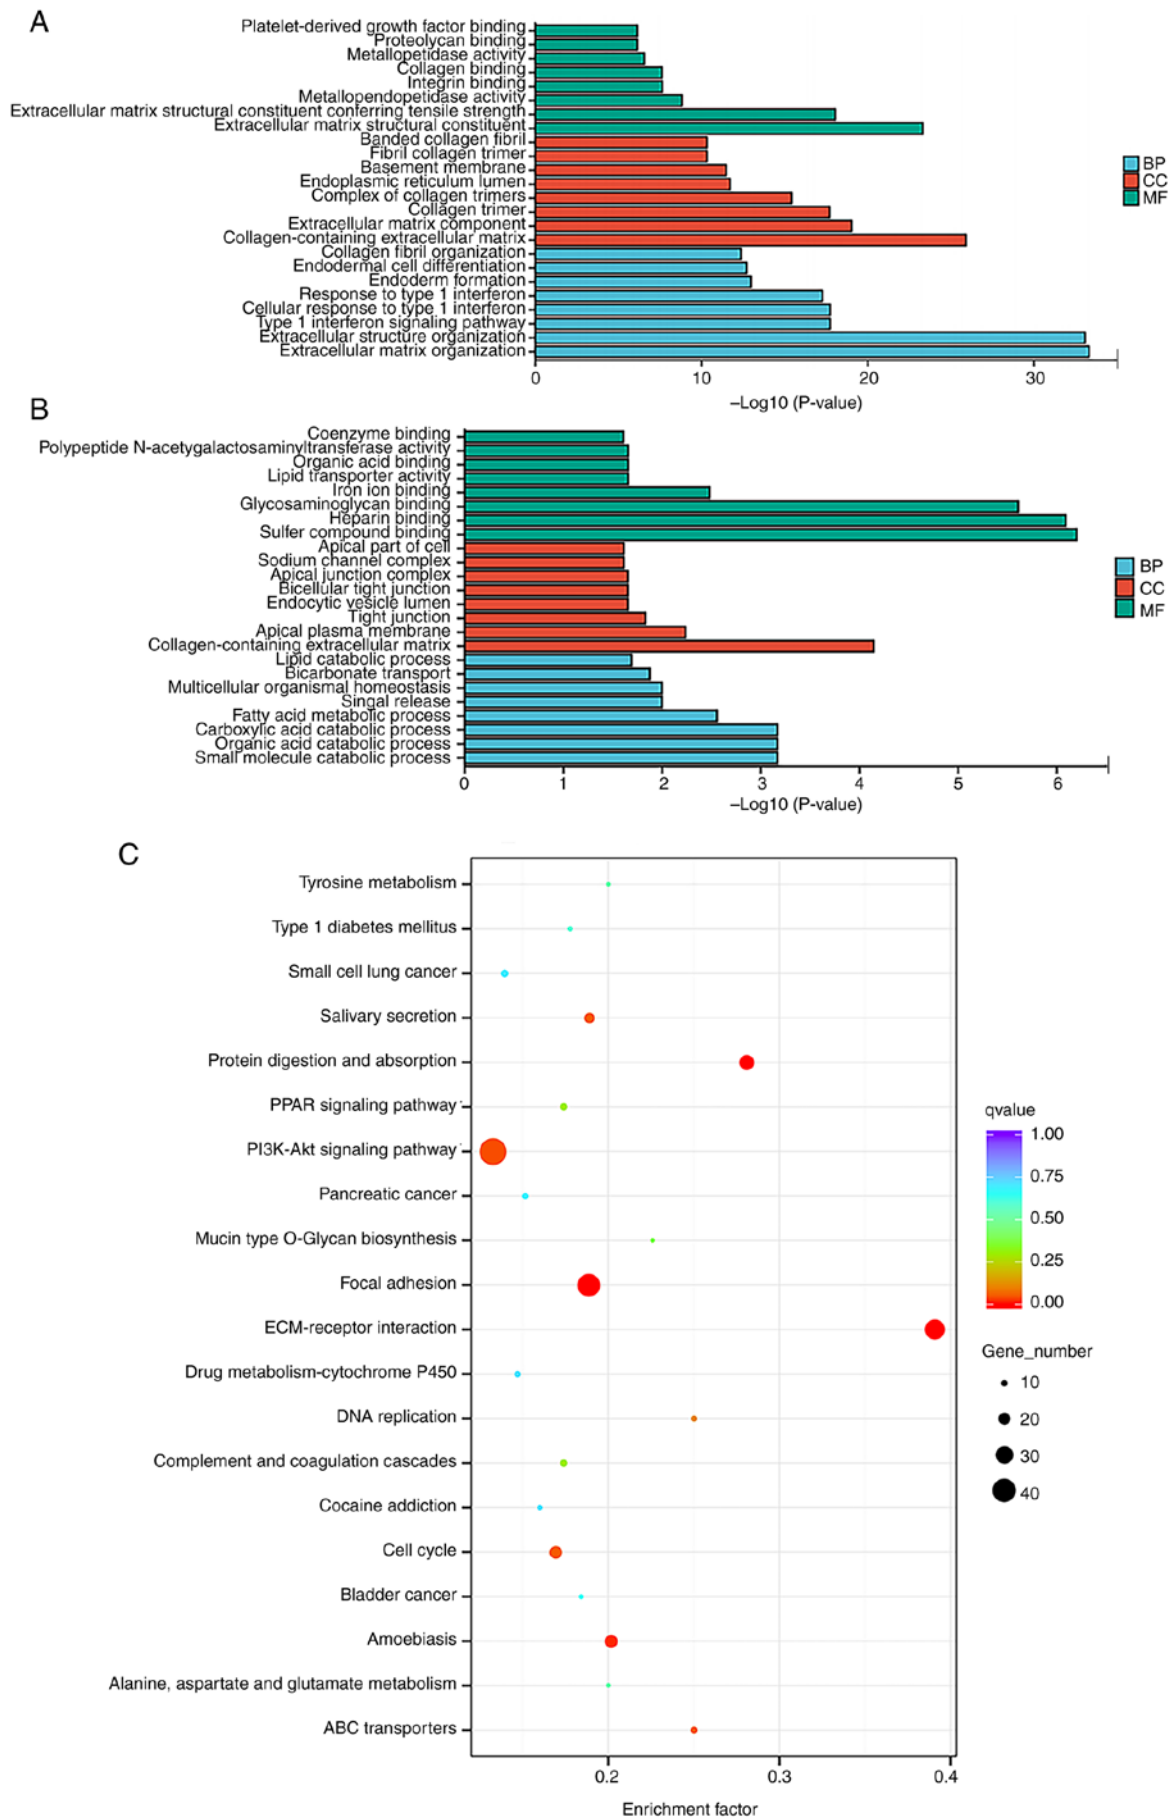 A
Platelet-derived growth factor binding
Proteolycan binding
Metallopetidase activity
Collagen binding
Integrin binding
Metallopendopetidase activity
Extracellular matrix structural constituent conferring tensile strength
Extracellular matrix structural constituent
Banded collagen fibril
Fibril collagen trimer
Basement membrane
Endoplasmic reticulum lumen
Complex of collagen trimers
Collagen trimer
Extracellular matrix component
Collagen-containing extracellular matrix
Collagen fibril organization
Endodermal cell differentiation
Endoderm formation
Response to type 1 interferon
Cellular response to type 1 interferon
Type 1 interferon signaling pathway
Extracellular structure organization
Extracellular matrix organization
BP
CC
MF
0 10 20 30
–Log10 (P-value)
B
Coenzyme binding
Polypeptide N-acetygalactosaminyltransferase activity
Organic acid binding
Lipid transporter activity
Iron ion binding
Glycosaminoglycan binding
Heparin binding
Sulfer compound binding
Apical part of cell
Sodium channel complex
Apical junction complex
Bicellular tight junction
Endocytic vesicle lumen
Tight junction
Apical plasma membrane
Collagen-containing extracellular matrix
Lipid catabolic process
Bicarbonate transport
Multicellular organismal homeostasis
Singal release
Fatty acid metabolic process
Carboxylic acid catabolic process
Organic acid catabolic process
Small molecule catabolic process
BP
CC
MF
0 1 2 3 4 5 6
–Log10 (P-value)
C
Tyrosine metabolism
Type 1 diabetes mellitus
Small cell lung cancer
Salivary secretion
Protein digestion and absorption
PPAR signaling pathway
PI3K-Akt signaling pathway
Pancreatic cancer
Mucin type O-Glycan biosynthesis
Focal adhesion
ECM-receptor interaction
Drug metabolism-cytochrome P450
DNA replication
Complement and coagulation cascades
Cocaine addiction
Cell cycle
Bladder cancer
Amoebiasis
Alanine, aspartate and glutamate metabolism
ABC transporters
0.2 0.3 0.4
Enrichment factor
qvalue
1.00
0.75
0.50
0.25
0.00
Gene_number
10
20
30
40